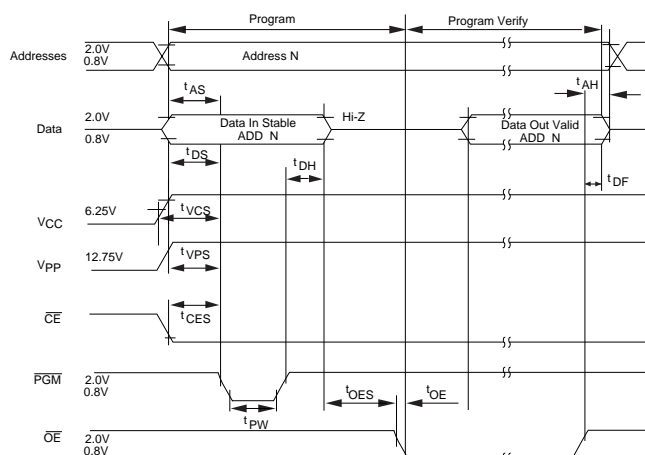 Program
Program Verify
Addresses
2.0V
0.8V
Address N
tAS
tAH
Data
2.0V
0.8V
Data In Stable
ADD N
Hi-Z
Data Out Valid
ADD N
tDS
tDH
tDF
VCC
6.25V
tVCS
VPP
12.75V
tVPS
CE
tCES
PGM
2.0V
0.8V
tPW
tOES
tOE
OE
2.0V
0.8V